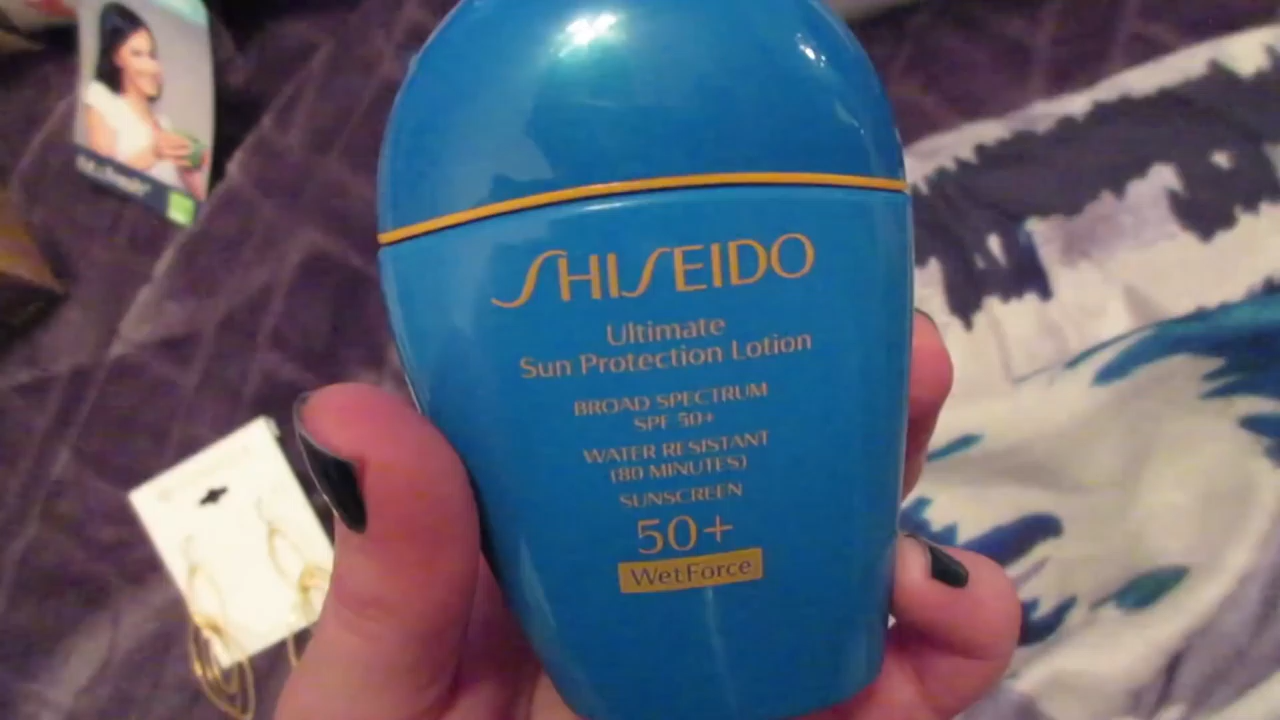 SHISEIDO
Ultimate
Sun Protection Lotion
BROAD SPECTRUM
SPF 50+
WATER RESISTANT
(80 MINUTES)
SUNSCREEN
50+
WetForce